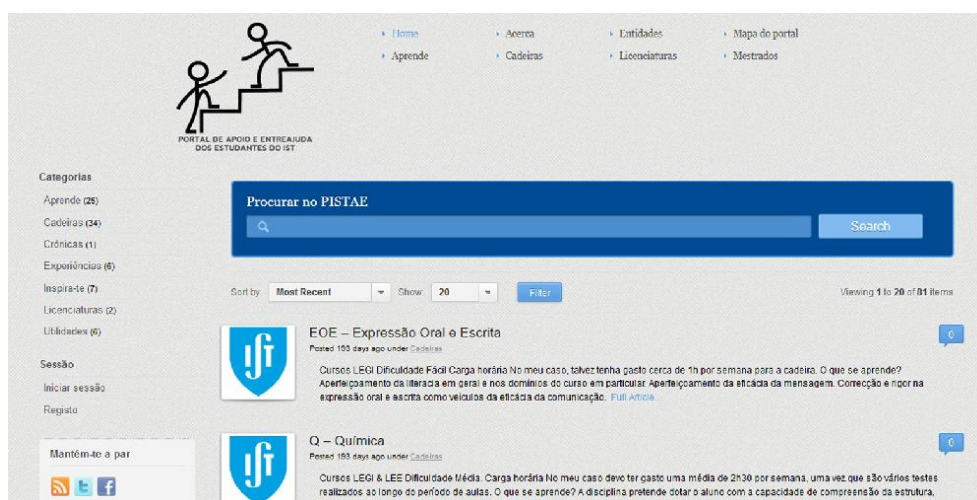 Home
Acerca
Entidades
Mapa do portal
Aprende
Cadeiras
Licenciaturas
Mestrados
PORTAL DE APOIO E ENTREAJUDA
DOS ESTUDANTES DO IST
Categorias
Aprende (25)
Cadeiras (34)
Crónicas (1)
Experiências (6)
Inspira-te (7)
Licenciaturas (2)
Utilidades (6)
Sessão
Iniciar sessão
Registo
Mantém-te a par
Procurar no PISTAE
Search
Sort by Most Recent Show 20 Filter
Viewing 1 to 20 of 81 items
EOE – Expressão Oral e Escrita
0
Posted 193 days ago under Cadeiras
Cursos LEGI Dificuldade Fácil Carga horária No meu caso, talvez tenha gasto cerca de 1h por semana para a cadeira. O que se aprende?
Aperfeiçoamento da literacia em geral e nos domínios do curso em particular Aperfeiçoamento da eficácia da mensagem. Correcção e rigor na
expressão oral e escrita como veículos da eficácia da comunicação. Full Article...
Q – Química
0
Posted 193 days ago under Cadeiras
Cursos LEGI & LEE Dificuldade Média. Carga horária No meu caso devo ter gasto uma média de 2h30 por semana, uma vez que são vários testes
realizados ao longo do período de aulas. O que se aprende? A disciplina pretende dotar o aluno com a capacidade de compreensão da estrutura,